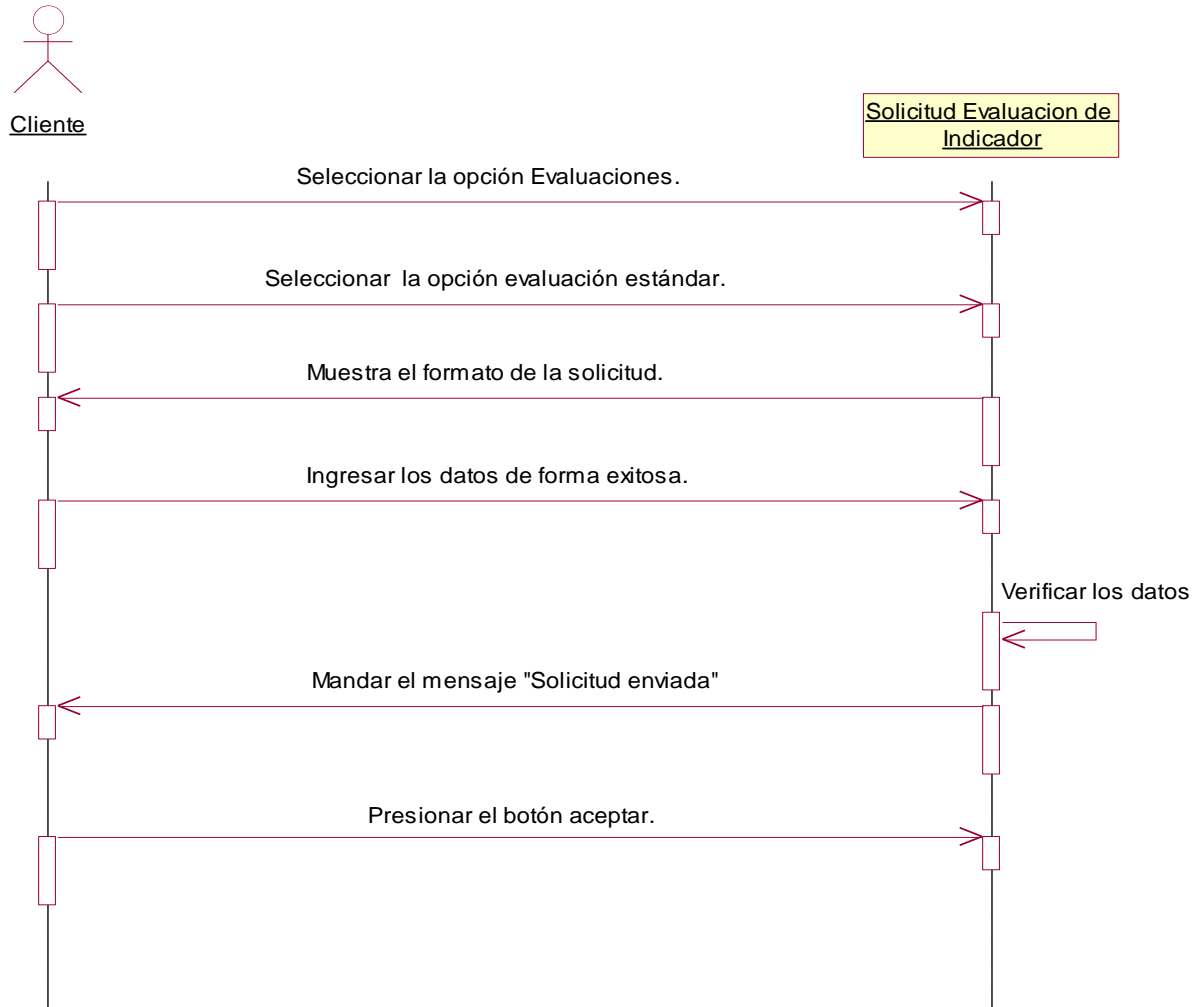 Cliente
Solicitud Evaluacion de
Indicador
Seleccionar la opción Evaluaciones.
Seleccionar la opción evaluación estándar.
Muestra el formato de la solicitud.
Ingresar los datos de forma exitosa.
Verificar los datos
Mandar el mensaje "Solicitud enviada"
Presionar el botón aceptar.